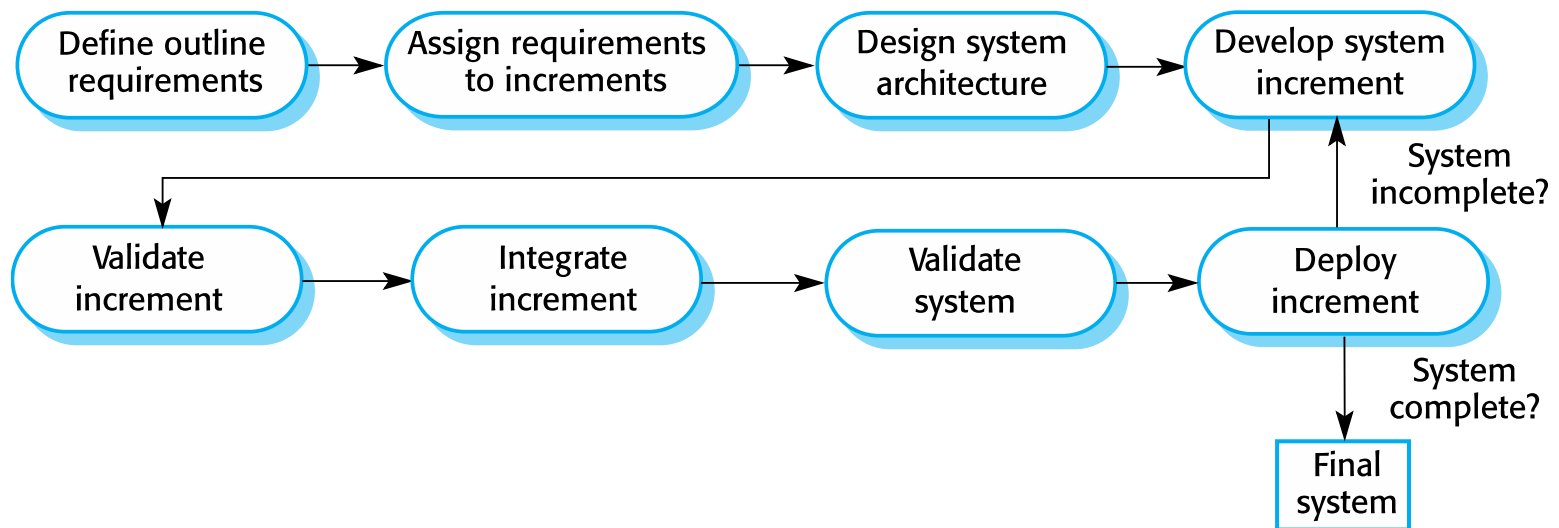 Define outline
requirements
Assign requirements
to increments
Design system
architecture
Develop system
increment
System
incomplete?
Validate
increment
Integrate
increment
Validate
system
Deploy
increment
System
complete?
Final
system